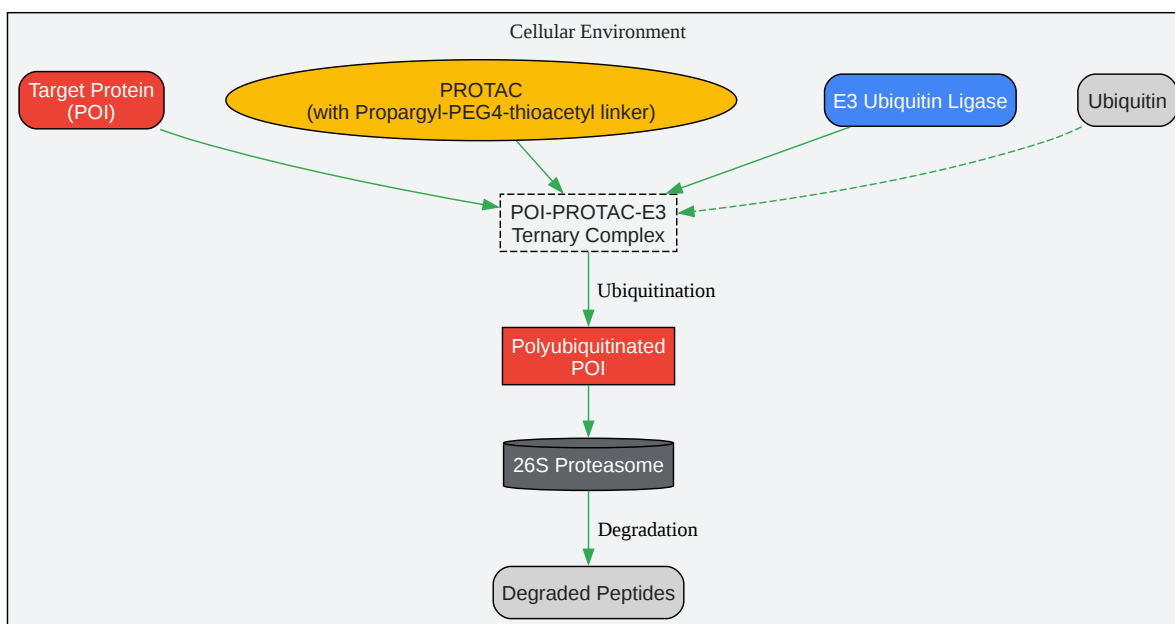 Cellular Environment
Target Protein
(POI)
PROTAC
(with Propargyl-PEG4-thioacetyl linker)
E3 Ubiquitin Ligase
Ubiquitin
POI-PROTAC-E3
Ternary Complex
Ubiquitination
Polyubiquitinated
POI
26S Proteasome
Degradation
Degraded Peptides